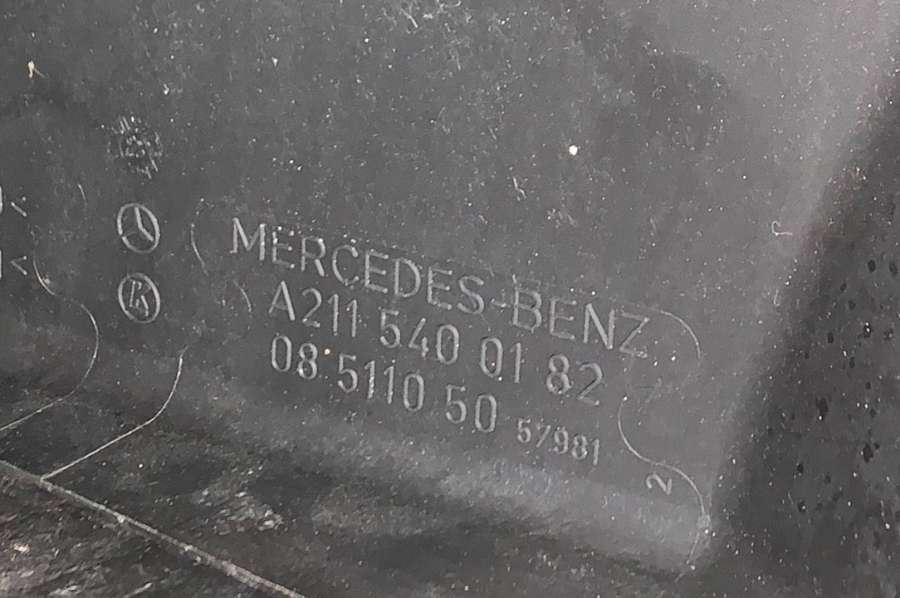 MERCEDES-BENZ
A211 540 01 82
08.5110 50 57981
2